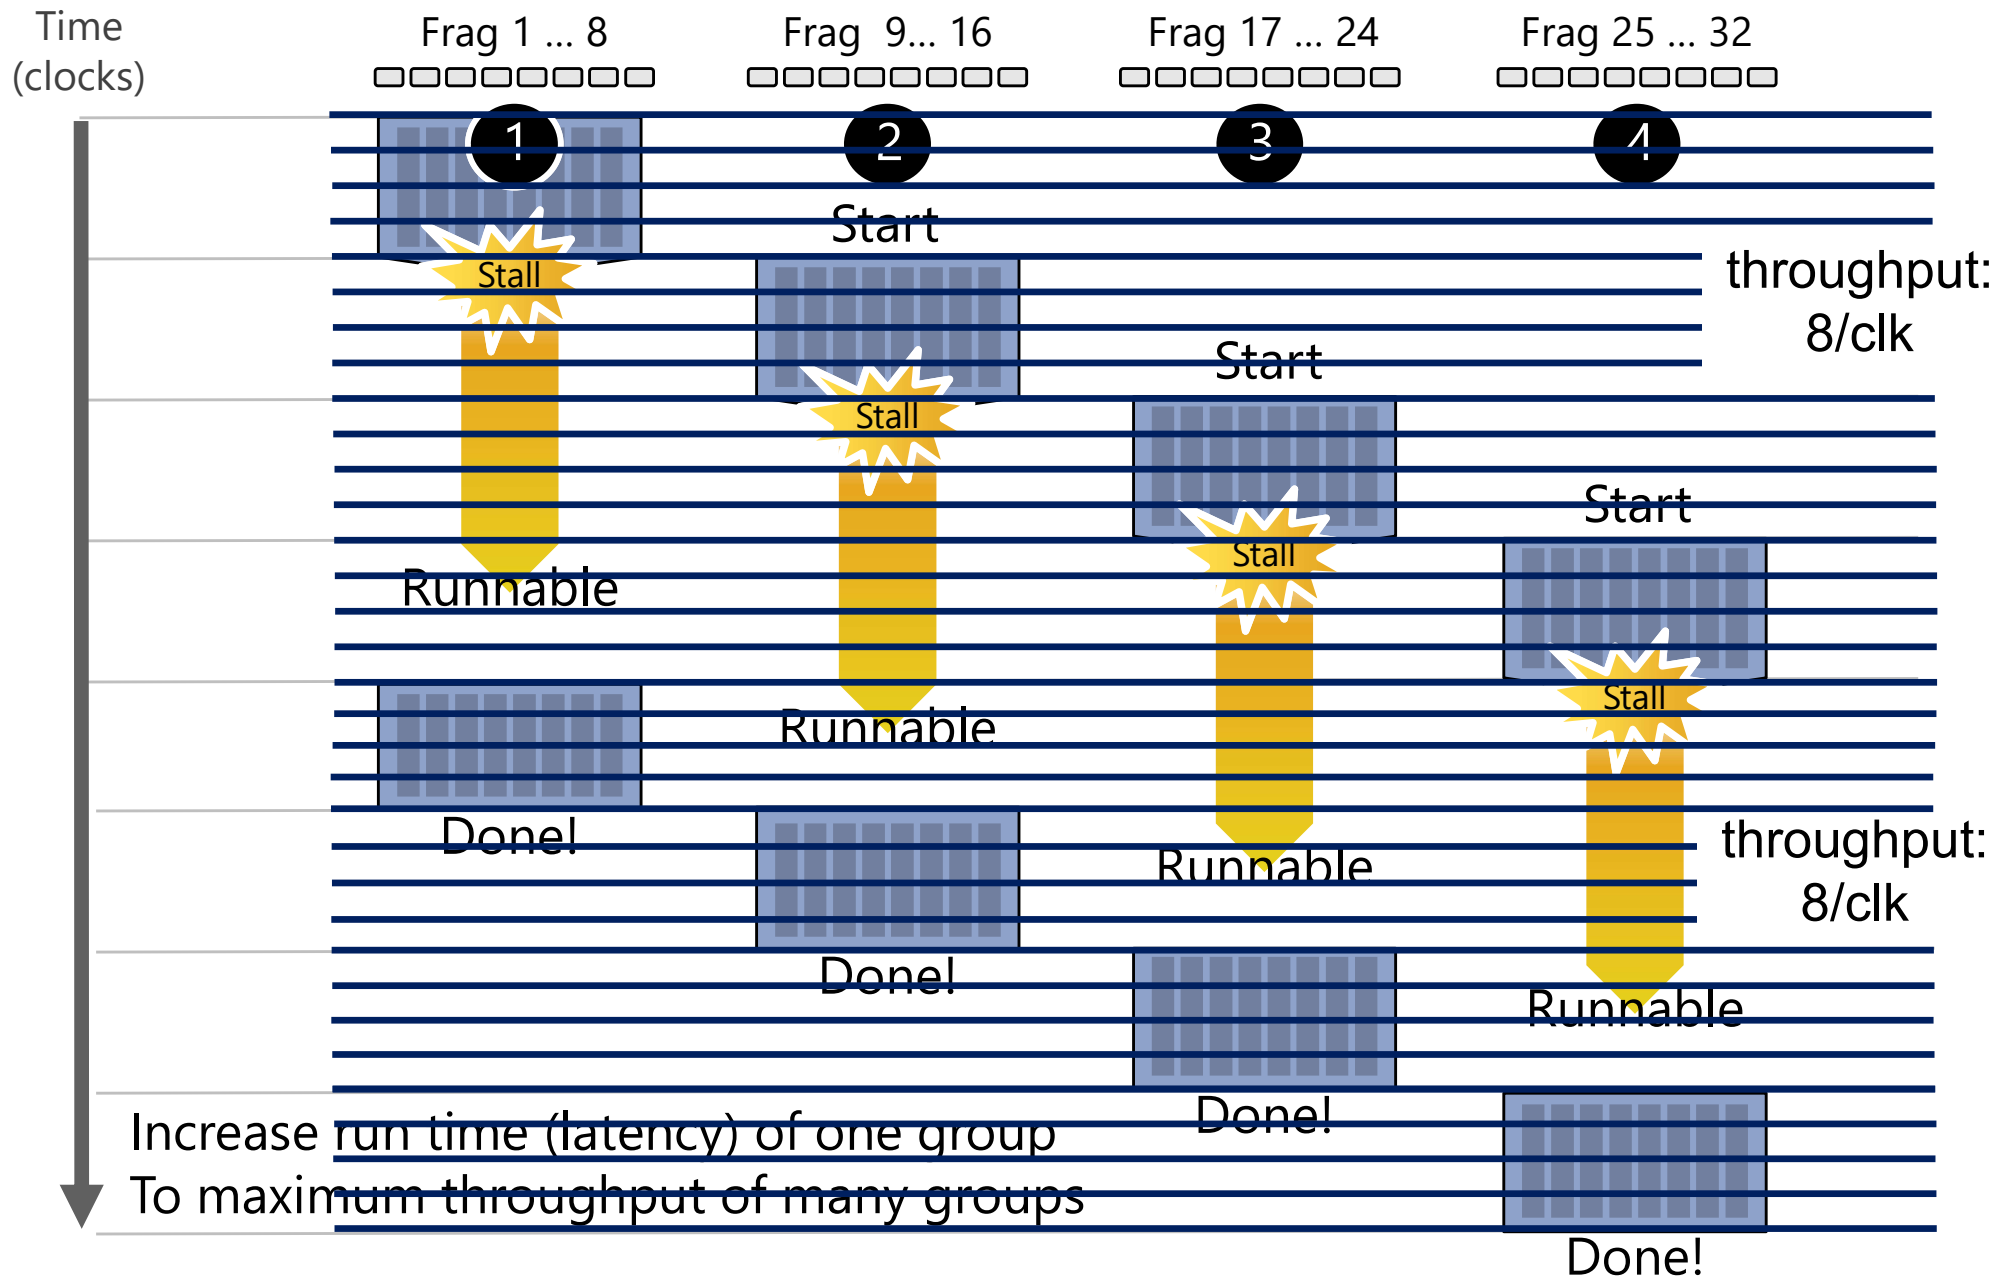 Time
(clocks)
Frag 1 ... 8
Frag  9... 16
Frag 17 ... 24
Frag 25 ... 32
1
2
3
4
Start
Stall
throughput:
8/clk
Start
Stall
Start
Stall
Runnable
Stall
Runnable
Done!
throughput:
8/clk
Runnable
Done!
Runnable
Done!
Increase run time (latency) of one group
To maximum throughput of many groups
Done!